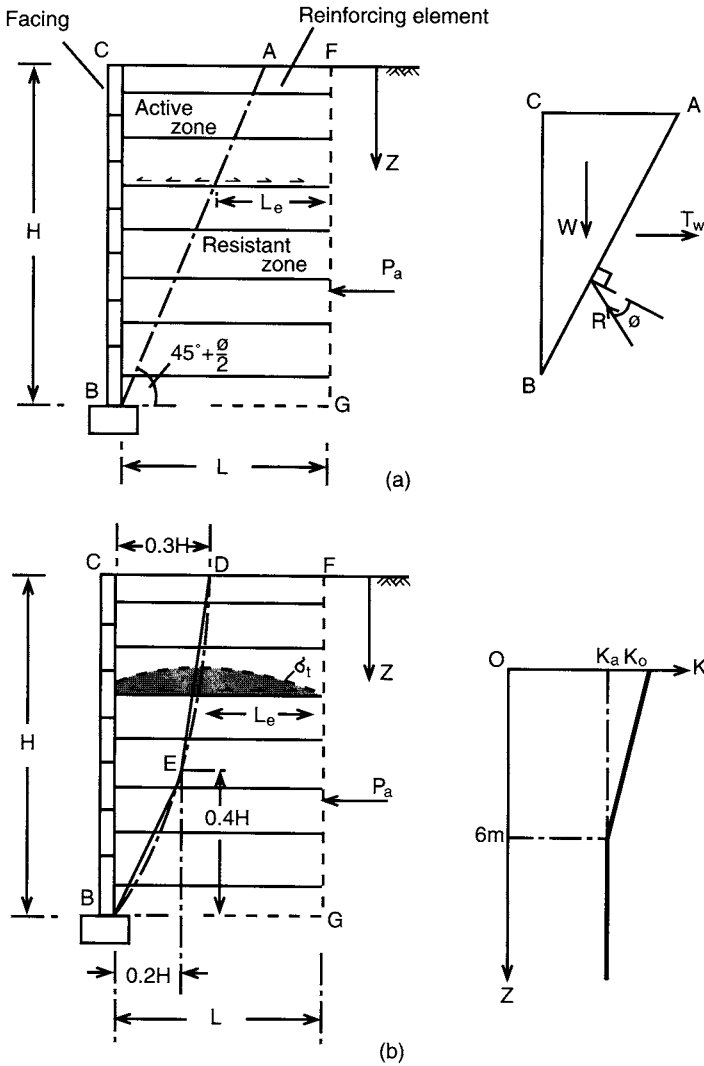 Facing
Reinforcing element
C
A
F
Active
zone
Z
H
Lₑ
Resistant
zone
Pₐ
45°+ø/2
B
G
L
C
A
W
T_w
R
ø
B
(a)
0.3H
C
D
F
σₜ
Z
H
Lₑ
E
Pₐ
0.4H
B
G
0.2H
L
O
Kₐ
Kₒ
K
6m
Z
(b)